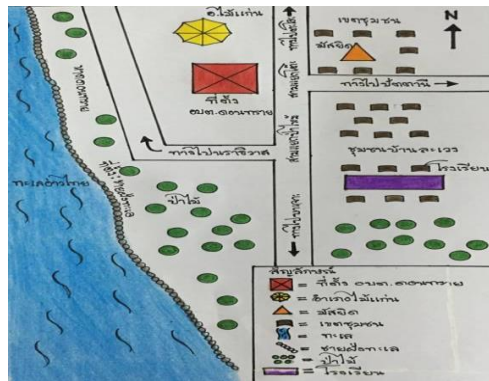 อ.ไม้แก่น
เขตชุมชน
N
มัสยิด
ที่ตั้ง
อบต.ดอนทราย
ทางไปปัตตานี
ทางไปนราธิวาส
ชุมชนบ้านละเวง
โรงเรียน
ทะเลอ่าวไทย
ป่าไม้
สัญลักษณ์
= ที่ตั้ง อบต.ดอนทราย
= อำเภอไม้แก่น
= มัสยิด
= เขตชุมชน
= ทะเล
= ชายฝั่งทะเล
= ป่าไม้
= โรงเรียน